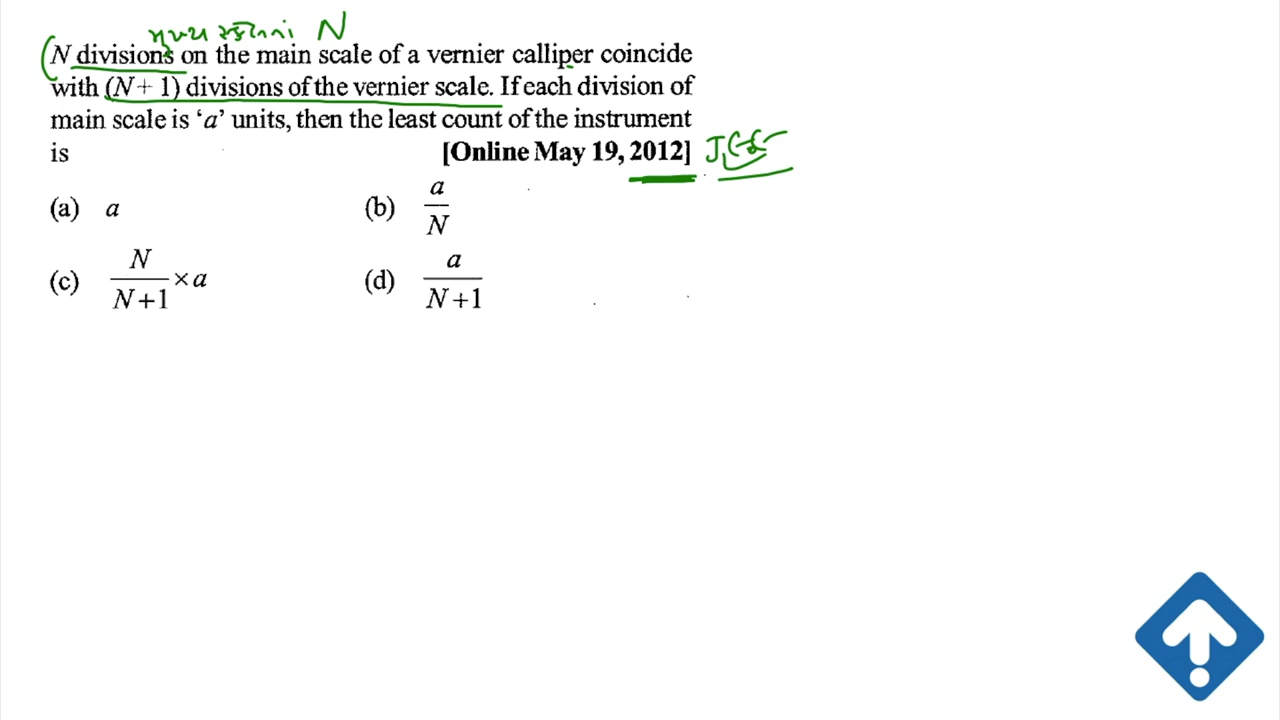 મુખ્ય સ્કેલનાં N
(N divisions on the main scale of a vernier calliper coincide
with (N + 1) divisions of the vernier scale. If each division of
main scale is ‘a’ units, then the least count of the instrument
is [Online May 19, 2012] JEE
(a) a (b) a/N
(c) N/N+1 × a (d) a/N+1